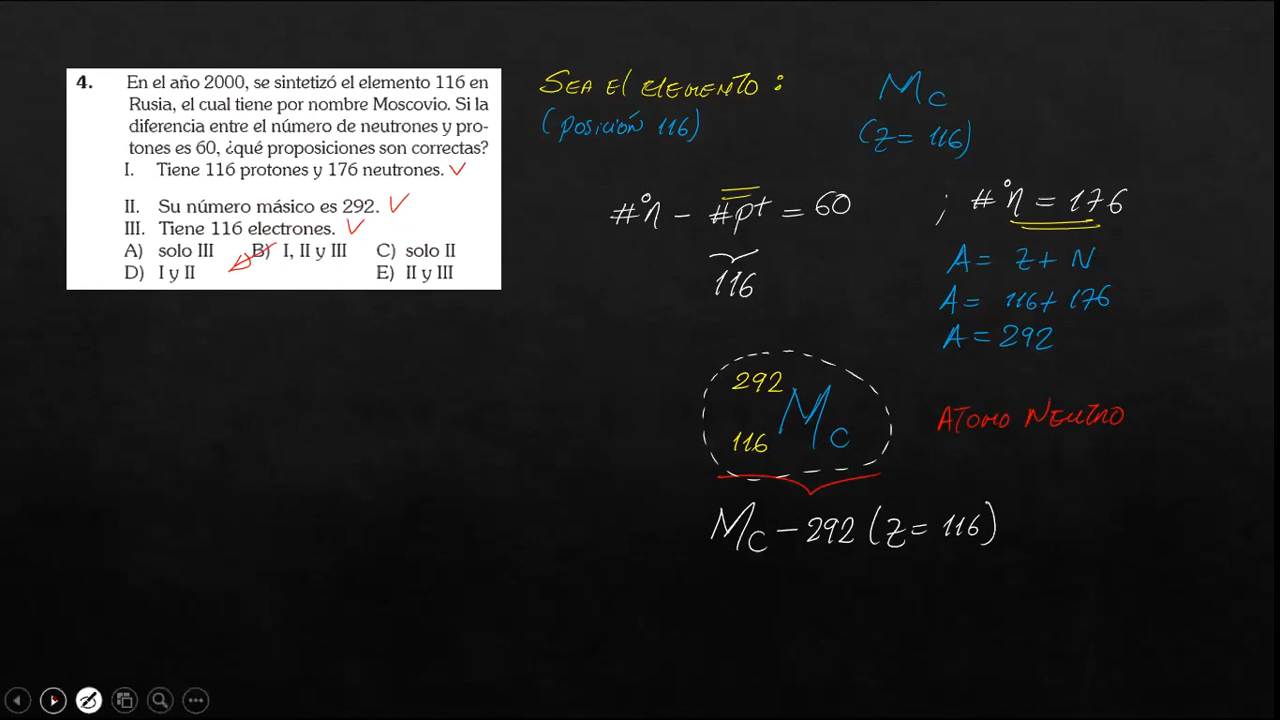 4. En el año 2000, se sintetizó el elemento 116 en
Rusia, el cual tiene por nombre Moscovio. Si la
diferencia entre el número de neutrones y pro-
tones es 60, ¿qué proposiciones son correctas?
I. Tiene 116 protones y 176 neutrones.
II. Su número másico es 292.
III. Tiene 116 electrones.
A) solo III B) I, II y III C) solo II
D) I y II E) II y III
SEA EL ELEMENTO :
(POSICIÓN 116)
Mc
(Z = 116)
#n° - #p+ = 60 ; #n° = 176
116
A = Z + N
A = 116 + 176
A = 292
292
Mc
116
ATOMO NEUTRO
Mc - 292 (Z = 116)